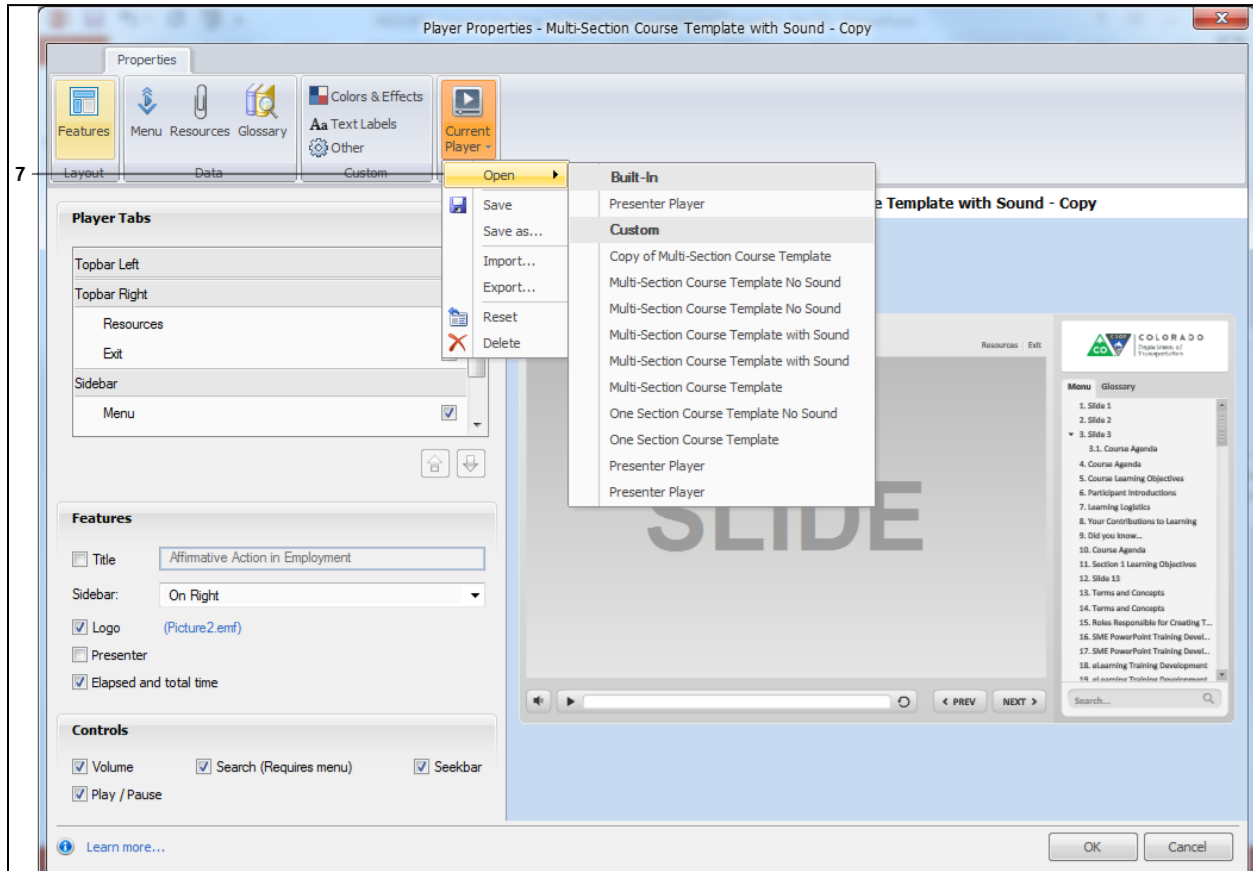 Player Properties - Multi-Section Course Template with Sound - Copy
Properties
Features
Menu
Resources
Glossary
Colors & Effects
Aa Text Labels
Other
Current
Player
Layout
Data
Custom
7
Open
Save
Save as...
Import...
Export...
Reset
Delete
Built-In
Presenter Player
Custom
Copy of Multi-Section Course Template
Multi-Section Course Template No Sound
Multi-Section Course Template No Sound
Multi-Section Course Template with Sound
Multi-Section Course Template with Sound
Multi-Section Course Template
One Section Course Template No Sound
One Section Course Template
Presenter Player
Presenter Player
e Template with Sound - Copy
Player Tabs
Topbar Left
Topbar Right
Resources
Exit
Sidebar
Menu
Features
Title
Affirmative Action in Employment
Sidebar:
On Right
Logo
(Picture2.emf)
Presenter
Elapsed and total time
Controls
Volume
Search (Requires menu)
Seekbar
Play / Pause
Learn more...
Resources
Exit
SLIDE
PREV
NEXT
CO
COLORADO
Department of
Transportation
Menu
Glossary
1. Slide 1
2. Slide 2
3. Slide 3
3.1. Course Agenda
4. Course Agenda
5. Course Learning Objectives
6. Participant Introductions
7. Learning Logistics
8. Your Contributions to Learning
9. Did you know...
10. Course Agenda
11. Section 1 Learning Objectives
12. Slide 13
13. Terms and Concepts
14. Terms and Concepts
15. Roles Responsible for Creating T...
16. SME PowerPoint Training Devel...
17. SME PowerPoint Training Devel...
18. eLearning Training Development
19. eLearning Training Development
Search...
OK
Cancel